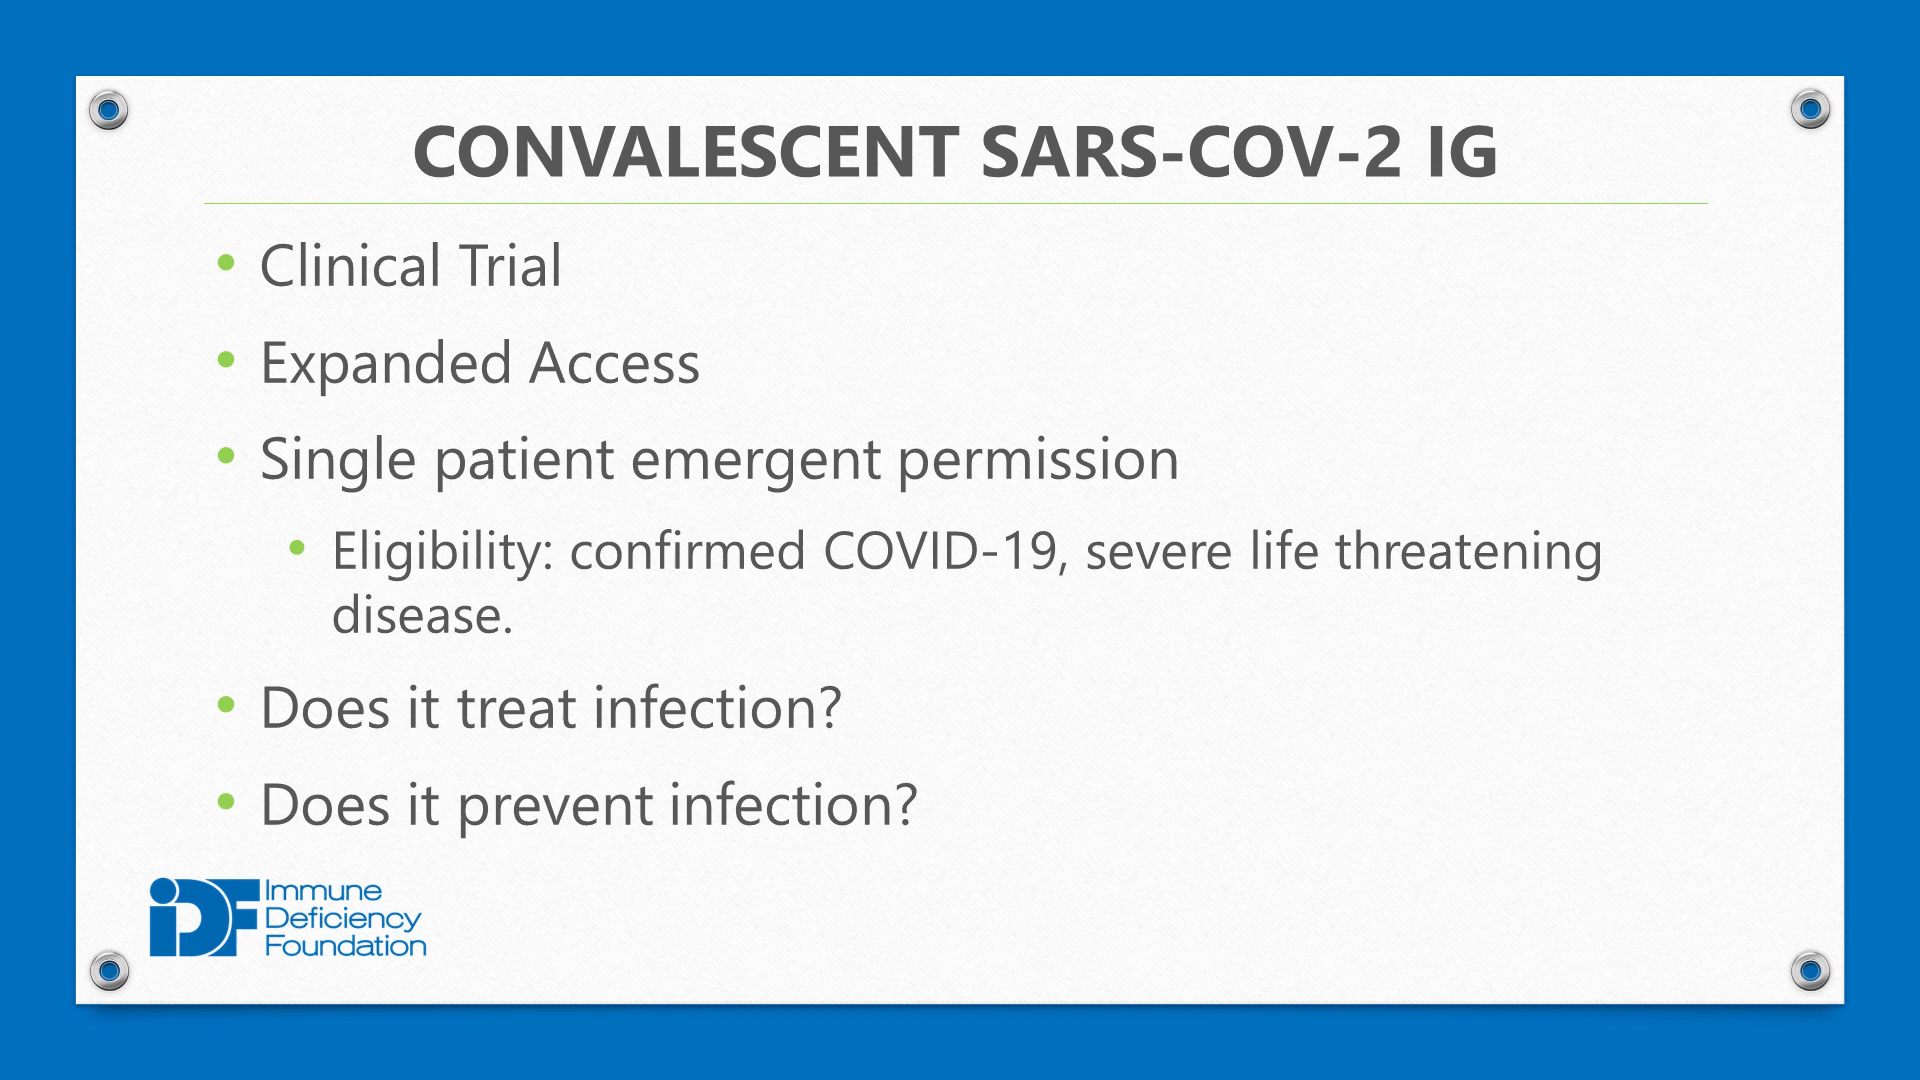 CONVALESCENT SARS-COV-2 IG
• Clinical Trial
• Expanded Access
• Single patient emergent permission
• Eligibility: confirmed COVID-19, severe life threatening
disease.
• Does it treat infection?
• Does it prevent infection?
iDF Immune
Deficiency
Foundation